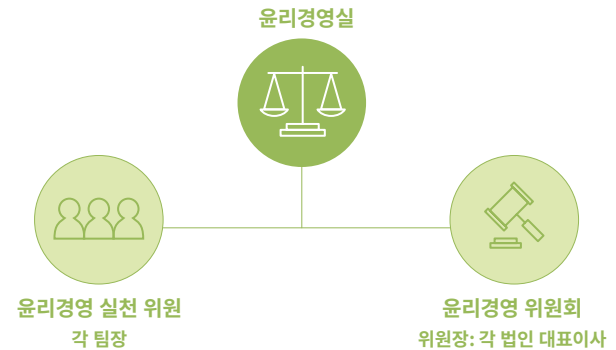 윤리경영실
윤리경영 실천 위원
각 팀장
윤리경영 위원회
위원장: 각 법인 대표이사